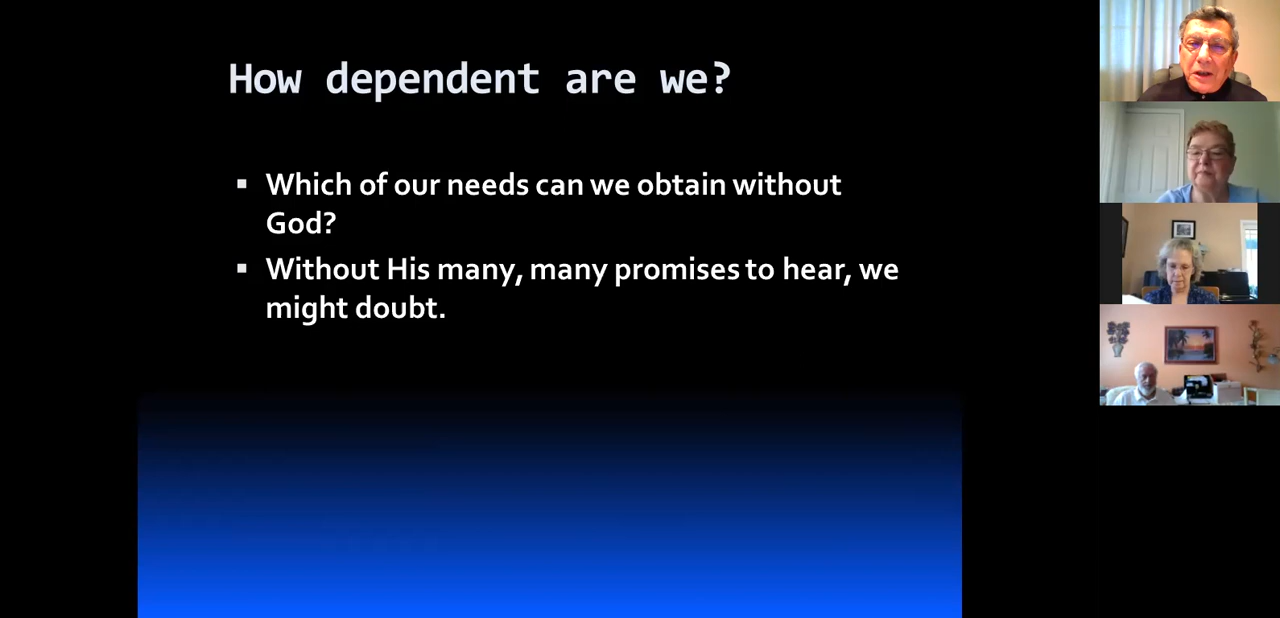 How dependent are we?
▪ Which of our needs can we obtain without
God?
▪ Without His many, many promises to hear, we
might doubt.